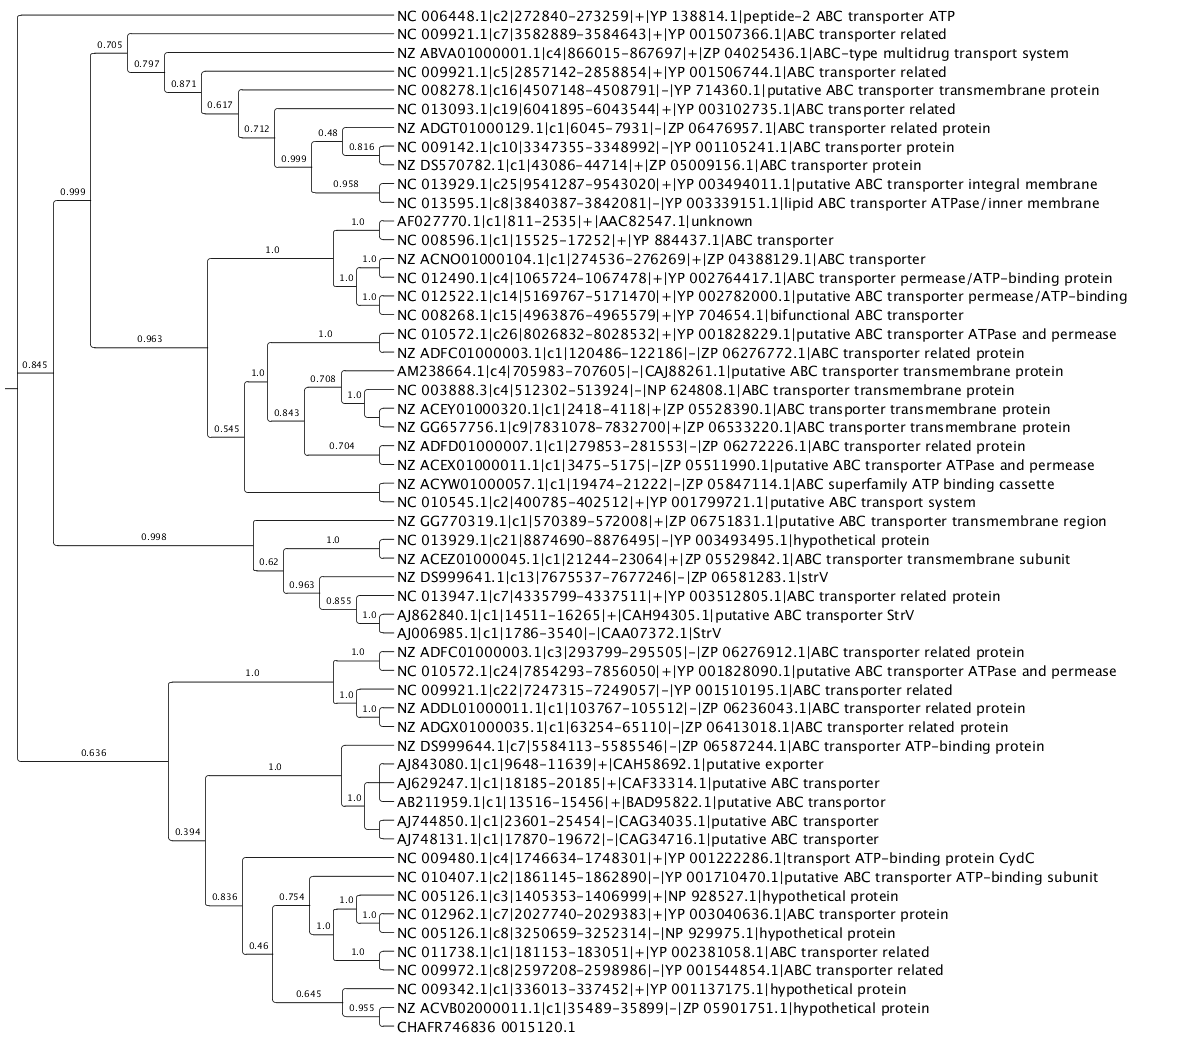 NC 006448.1|c2|272840-273259|+|YP 138814.1|peptide-2 ABC transporter ATP
NC 009921.1|c7|3582889-3584643|+|YP 001507366.1|ABC transporter related
0.705
NZ ABVA01000001.1|c4|866015-867697|+|ZP 04025436.1|ABC-type multidrug transport system
0.797
NC 009921.1|c5|2857142-2858854|+|YP 001506744.1|ABC transporter related
0.871
NC 008278.1|c16|4507148-4508791|-|YP 714360.1|putative ABC transporter transmembrane protein
0.617
NC 013093.1|c19|6041895-6043544|+|YP 003102735.1|ABC transporter related
0.712
NZ ADGT01000129.1|c1|6045-7931|-|ZP 06476957.1|ABC transporter related protein
0.48
NC 009142.1|c10|3347355-3348992|-|YP 001105241.1|ABC transporter protein
0.816
NZ DS570782.1|c1|43086-44714|+|ZP 05009156.1|ABC transporter protein
0.999
NC 013929.1|c25|9541287-9543020|+|YP 003494011.1|putative ABC transporter integral membrane
0.958
0.999
NC 013595.1|c8|3840387-3842081|-|YP 003339151.1|lipid ABC transporter ATPase/inner membrane
AF027770.1|c1|811-2535|+|AAC82547.1|unknown
1.0
NC 008596.1|c1|15525-17252|+|YP 884437.1|ABC transporter
1.0
NZ ACNO01000104.1|c1|274536-276269|+|ZP 04388129.1|ABC transporter
1.0
NC 012490.1|c4|1065724-1067478|+|YP 002764417.1|ABC transporter permease/ATP-binding protein
1.0
NC 012522.1|c14|5169767-5171470|+|YP 002782000.1|putative ABC transporter permease/ATP-binding
1.0
NC 008268.1|c15|4963876-4965579|+|YP 704654.1|bifunctional ABC transporter
NC 010572.1|c26|8026832-8028532|+|YP 001828229.1|putative ABC transporter ATPase and permease
1.0
0.963
NZ ADFC01000003.1|c1|120486-122186|-|ZP 06276772.1|ABC transporter related protein
0.845
AM238664.1|c4|705983-707605|-|CAJ88261.1|putative ABC transporter transmembrane protein
1.0
0.708
NC 003888.3|c4|512302-513924|-|NP 624808.1|ABC transporter transmembrane protein
1.0
NZ ACEY01000320.1|c1|2418-4118|+|ZP 05528390.1|ABC transporter transmembrane protein
0.843
NZ GG657756.1|c9|7831078-7832700|+|ZP 06533220.1|ABC transporter transmembrane protein
0.545
NZ ADFD01000007.1|c1|279853-281553|-|ZP 06272226.1|ABC transporter related protein
0.704
NZ ACEX01000011.1|c1|3475-5175|-|ZP 05511990.1|putative ABC transporter ATPase and permease
NZ ACYW01000057.1|c1|19474-21222|-|ZP 05847114.1|ABC superfamily ATP binding cassette
NC 010545.1|c2|400785-402512|+|YP 001799721.1|putative ABC transport system
NZ GG770319.1|c1|570389-572008|+|ZP 06751831.1|putative ABC transporter transmembrane region
0.998
NC 013929.1|c21|8874690-8876495|-|YP 003493495.1|hypothetical protein
1.0
NZ ACEZ01000045.1|c1|21244-23064|+|ZP 05529842.1|ABC transporter transmembrane subunit
0.62
NZ DS999641.1|c13|7675537-7677246|-|ZP 06581283.1|strV
0.963
NC 013947.1|c7|4335799-4337511|+|YP 003512805.1|ABC transporter related protein
0.855
AJ862840.1|c1|14511-16265|+|CAH94305.1|putative ABC transporter StrV
1.0
AJ006985.1|c1|1786-3540|-|CAA07372.1|StrV
NZ ADFC01000003.1|c3|293799-295505|-|ZP 06276912.1|ABC transporter related protein
1.0
NC 010572.1|c24|7854293-7856050|+|YP 001828090.1|putative ABC transporter ATPase and permease
1.0
NC 009921.1|c22|7247315-7249057|-|YP 001510195.1|ABC transporter related
1.0
NZ ADDL01000011.1|c1|103767-105512|-|ZP 06236043.1|ABC transporter related protein
1.0
NZ ADGX01000035.1|c1|63254-65110|-|ZP 06413018.1|ABC transporter related protein
NZ DS999644.1|c7|5584113-5585546|-|ZP 06587244.1|ABC transporter ATP-binding protein
0.636
AJ843080.1|c1|9648-11639|+|CAH58692.1|putative exporter
1.0
AJ629247.1|c1|18185-20185|+|CAF33314.1|putative ABC transporter
1.0
AB211959.1|c1|13516-15456|+|BAD95822.1|putative ABC transportor
AJ744850.1|c1|23601-25454|-|CAG34035.1|putative ABC transporter
0.394
AJ748131.1|c1|17870-19672|-|CAG34716.1|putative ABC transporter
NC 009480.1|c4|1746634-1748301|+|YP 001222286.1|transport ATP-binding protein CydC
NC 010407.1|c2|1861145-1862890|-|YP 001710470.1|putative ABC transporter ATP-binding subunit
0.836
0.754
NC 005126.1|c3|1405353-1406999|+|NP 928527.1|hypothetical protein
1.0
NC 012962.1|c7|2027740-2029383|+|YP 003040636.1|ABC transporter protein
1.0
NC 005126.1|c8|3250659-3252314|-|NP 929975.1|hypothetical protein
1.0
0.46
NC 011738.1|c1|181153-183051|+|YP 002381058.1|ABC transporter related
1.0
NC 009972.1|c8|2597208-2598986|-|YP 001544854.1|ABC transporter related
NC 009342.1|c1|336013-337452|+|YP 001137175.1|hypothetical protein
0.645
NZ ACVB02000011.1|c1|35489-35899|-|ZP 05901751.1|hypothetical protein
0.955
CHAFR746836 0015120.1